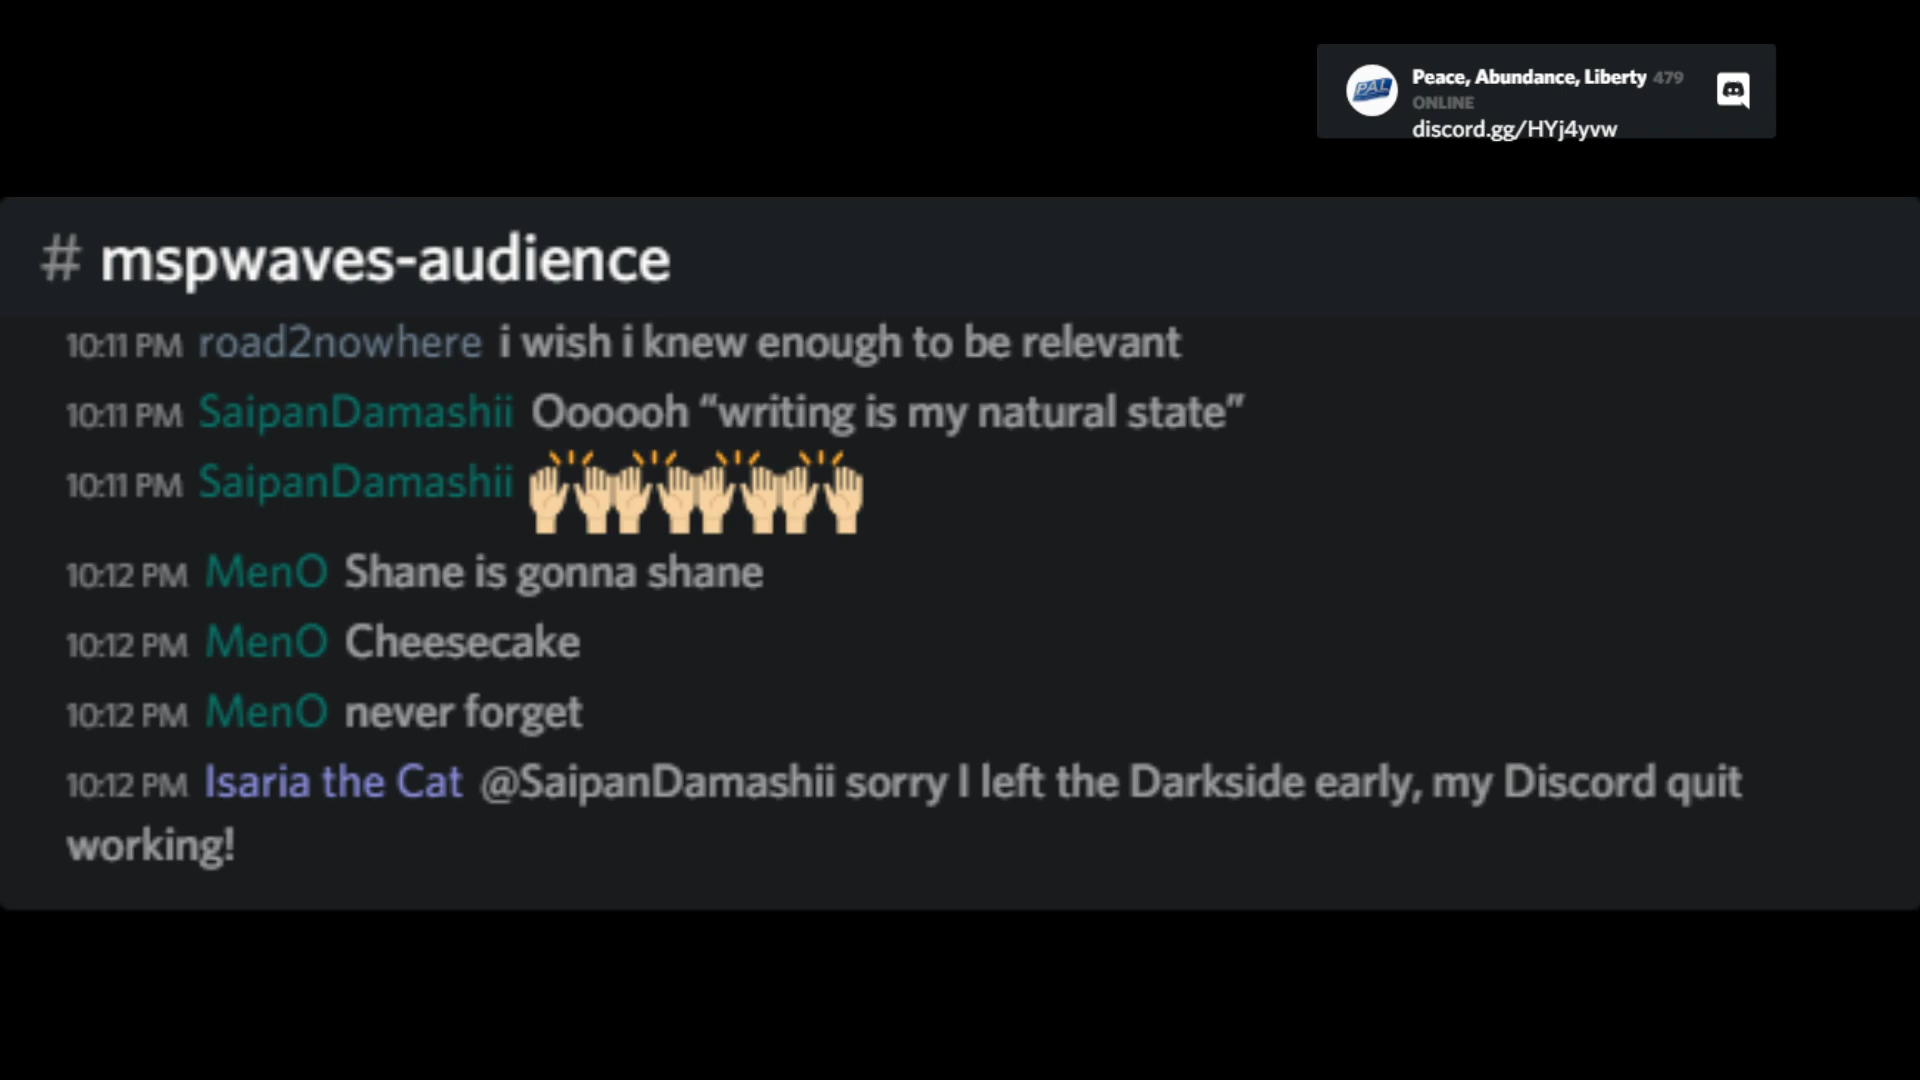 PAL
Peace, Abundance, Liberty 479
ONLINE
discord.gg/HYj4yvw
# mspwaves-audience
10:11 PM road2nowhere i wish i knew enough to be relevant
10:11 PM SaipanDamashii Oooooh “writing is my natural state”
10:11 PM SaipanDamashii 🙌🏼🙌🏼🙌🏼🙌🏼
10:12 PM MenO Shane is gonna shane
10:12 PM MenO Cheesecake
10:12 PM MenO never forget
10:12 PM Isaria the Cat @SaipanDamashii sorry I left the Darkside early, my Discord quit
working!